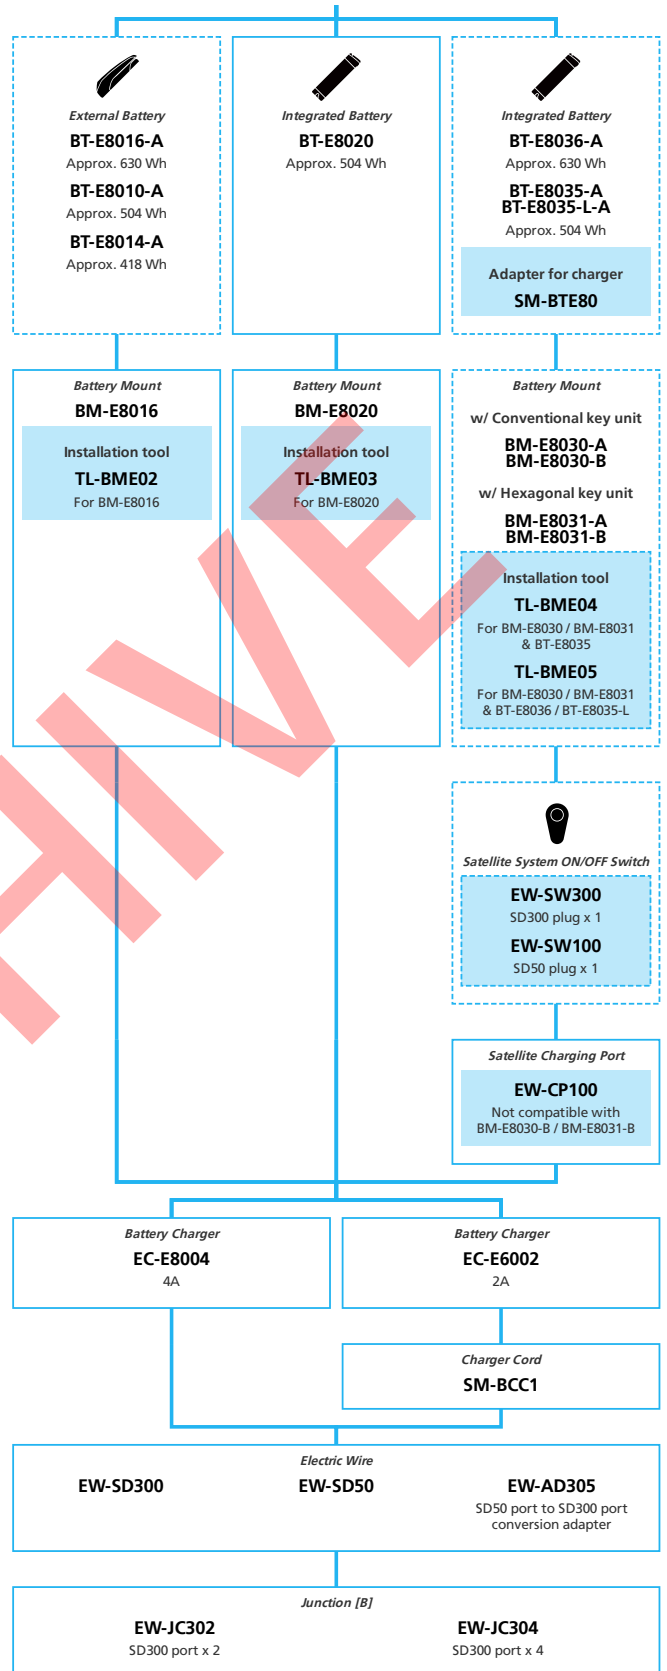 External Battery
BT-E8016-A
Approx. 630 Wh
BT-E8010-A
Approx. 504 Wh
BT-E8014-A
Approx. 418 Wh
Integrated Battery
BT-E8020
Approx. 504 Wh
Integrated Battery
BT-E8036-A
Approx. 630 Wh
BT-E8035-A
BT-E8035-L-A
Approx. 504 Wh
Adapter for charger
SM-BTE80
Battery Mount
BM-E8016
Installation tool
TL-BME02
For BM-E8016
Battery Mount
BM-E8020
Installation tool
TL-BME03
For BM-E8020
Battery Mount
w/ Conventional key unit
BM-E8030-A
BM-E8030-B
w/ Hexagonal key unit
BM-E8031-A
BM-E8031-B
Installation tool
TL-BME04
For BM-E8030 / BM-E8031
& BT-E8035
TL-BME05
For BM-E8030 / BM-E8031
& BT-E8036 / BT-E8035-L
Satellite System ON/OFF Switch
EW-SW300
SD300 plug x 1
EW-SW100
SD50 plug x 1
Satellite Charging Port
EW-CP100
Not compatible with
BM-E8030-B / BM-E8031-B
Battery Charger
EC-E8004
4A
Battery Charger
EC-E6002
2A
Charger Cord
SM-BCC1
Electric Wire
EW-SD300
EW-SD50
EW-AD305
SD50 port to SD300 port
conversion adapter
Junction [B]
EW-JC302
SD300 port x 2
EW-JC304
SD300 port x 4
HIVE